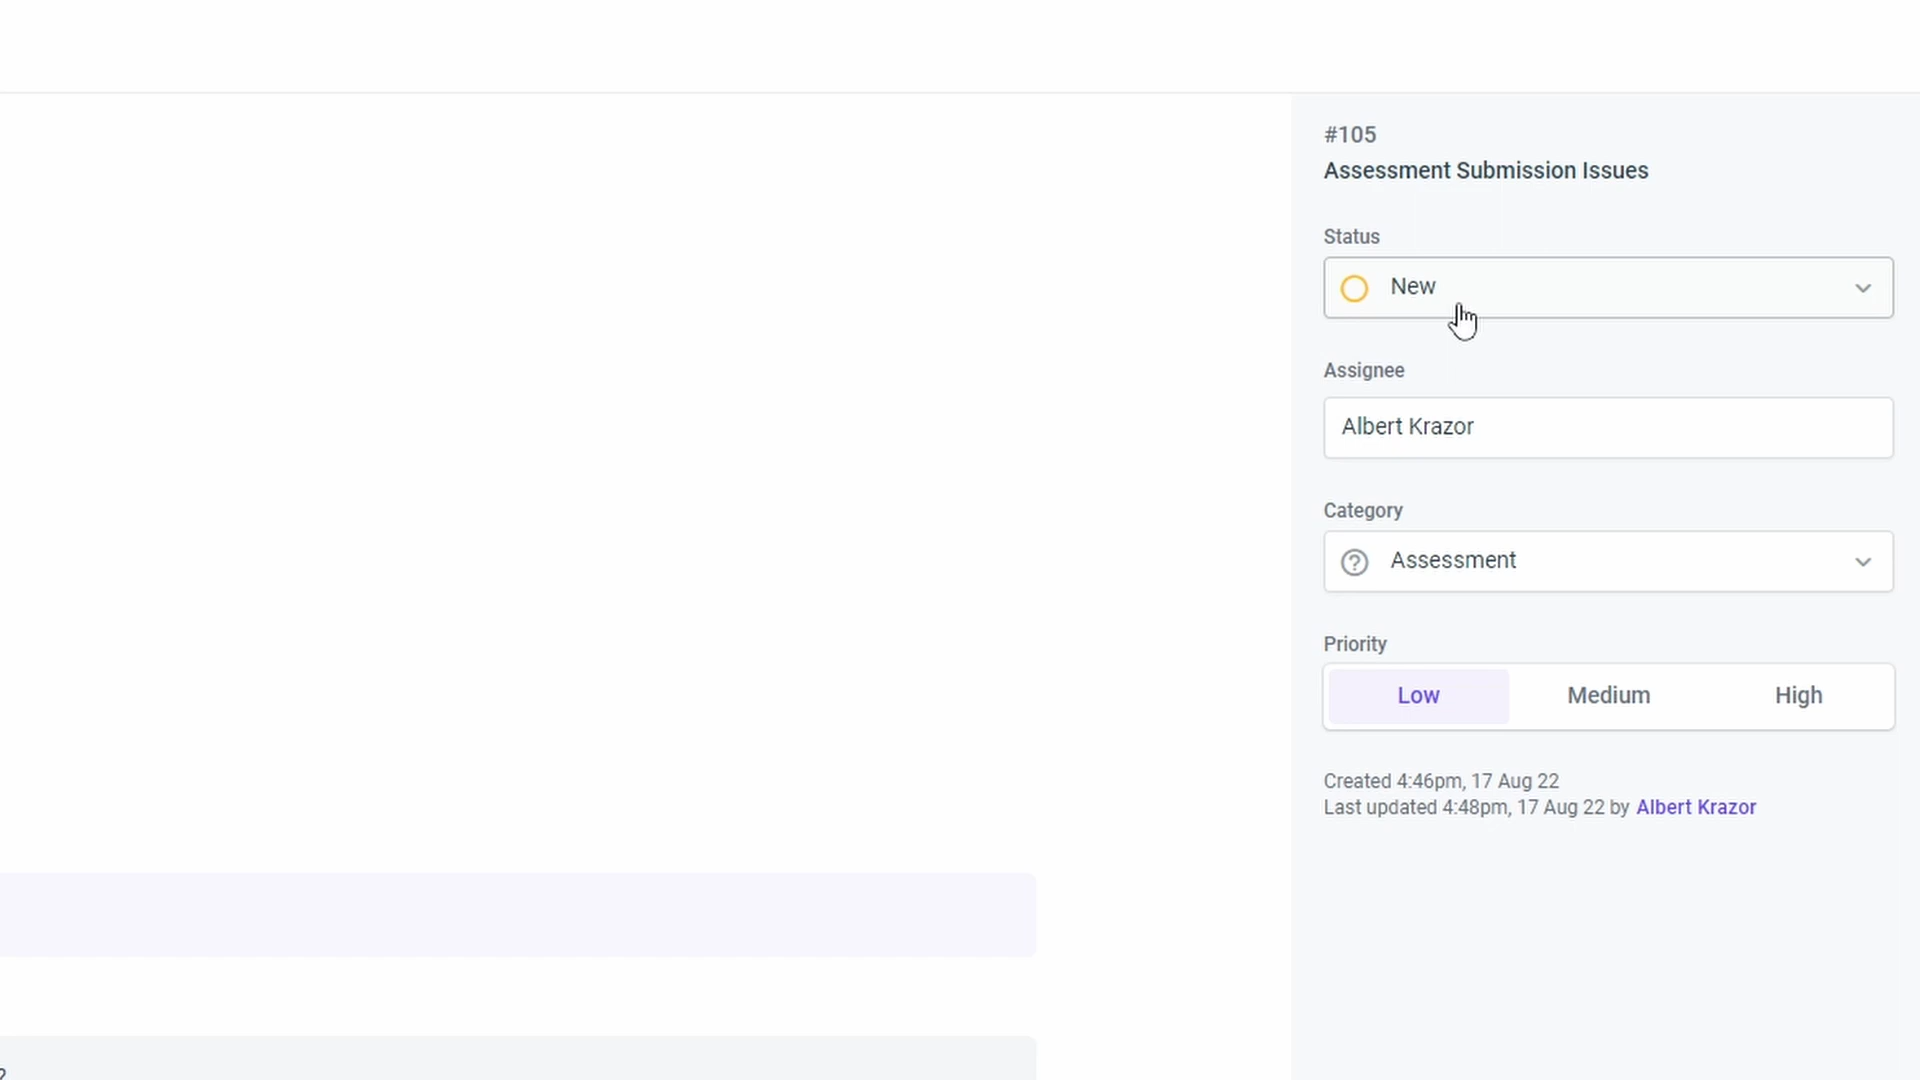 #105
Assessment Submission Issues
Status
New
Assignee
Albert Krazor
Category
Assessment
Priority
Low Medium High
Created 4:46pm, 17 Aug 22
Last updated 4:48pm, 17 Aug 22 by Albert Krazor
?